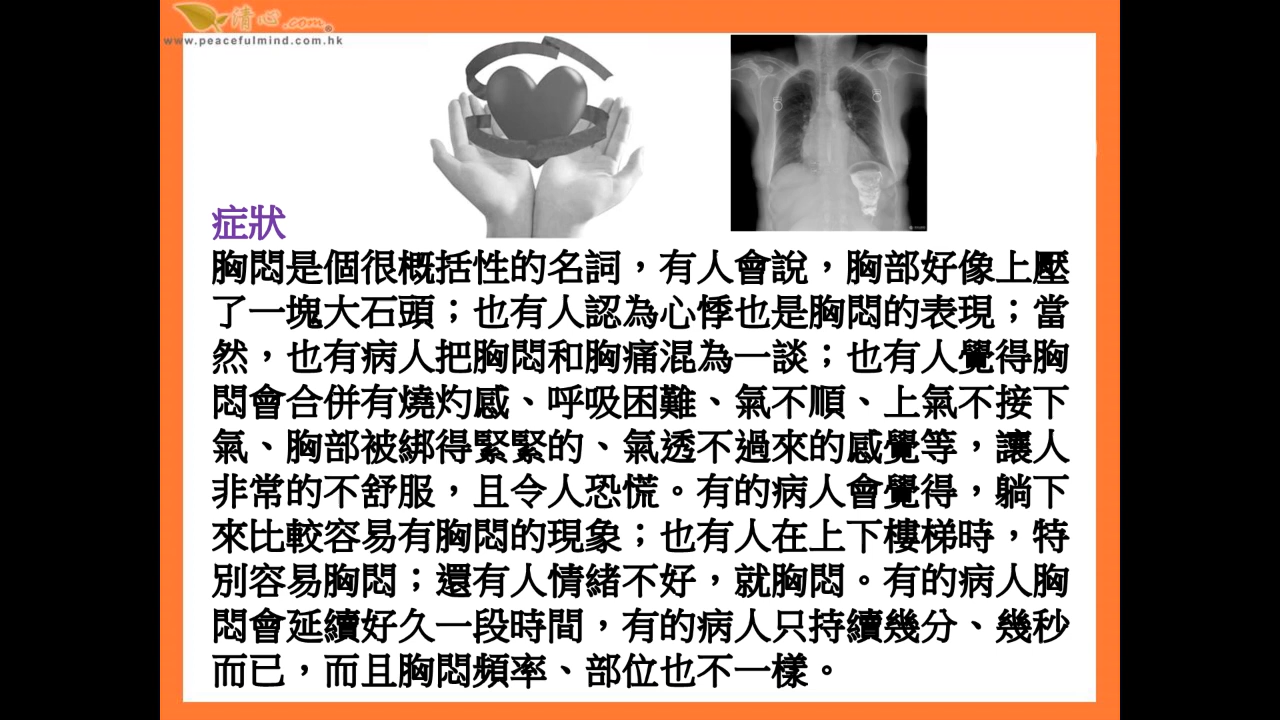 清心.com®
www.peacefulmind.com.hk
症狀
胸悶是個很概括性的名詞，有人會說，胸部好像上壓
了一塊大石頭；也有人認為心悸也是胸悶的表現；當
然，也有病人把胸悶和胸痛混為一談；也有人覺得胸
悶會合併有燒灼感、呼吸困難、氣不順、上氣不接下
氣、胸部被綁得緊緊的、氣透不過來的感覺等，讓人
非常的不舒服，且令人恐慌。有的病人會覺得，躺下
來比較容易有胸悶的現象；也有人在上下樓梯時，特
別容易胸悶；還有人情緒不好，就胸悶。有的病人胸
悶會延續好久一段時間，有的病人只持續幾分、幾秒
而已，而且胸悶頻率、部位也不一樣。